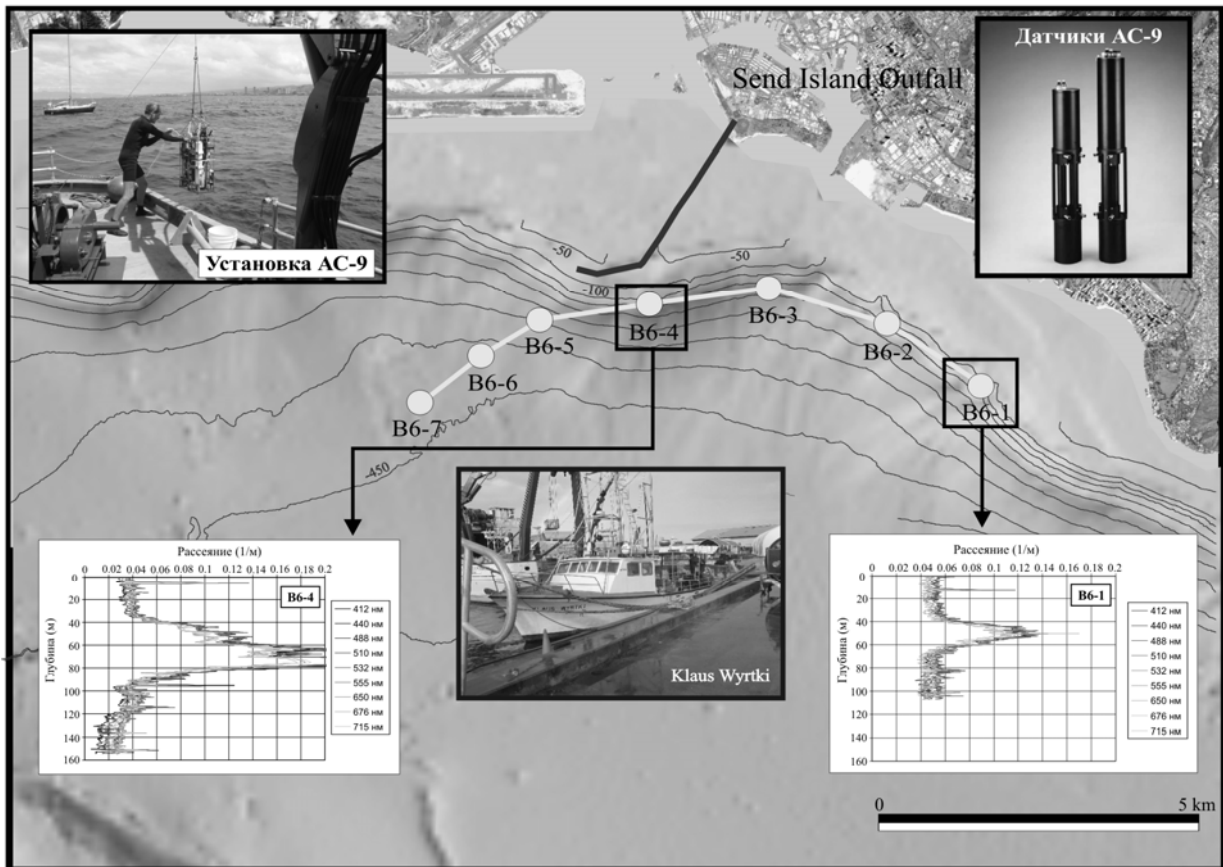 Датчики АС-9
Send Island Outfall
Установка АС-9
-50
-50
-100
B6-4
B6-3
B6-5
B6-2
B6-6
B6-1
B6-7
-450
Рассеяние (1/м)
0 0.02 0.04 0.06 0.08 0.1 0.12 0.14 0.16 0.18 0.2
B6-4
Глубина (м)
0
20
40
60
80
100
120
140
160
412 нм
440 нм
488 нм
510 нм
532 нм
555 нм
650 нм
676 нм
715 нм
Klaus Wyrtki
Рассеяние (1/м)
0 0.02 0.04 0.06 0.08 0.1 0.12 0.14 0.16 0.18 0.2
B6-1
Глубина (м)
0
20
40
60
80
100
120
140
160
412 нм
440 нм
488 нм
510 нм
532 нм
555 нм
650 нм
676 нм
715 нм
0 5 km